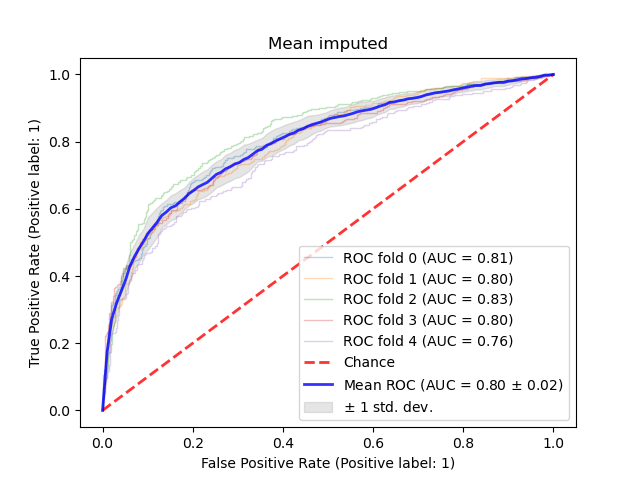 Mean imputed
True Positive Rate (Positive label: 1)
1.0
0.8
0.6
0.4
0.2
0.0
ROC fold 0 (AUC = 0.81)
ROC fold 1 (AUC = 0.80)
ROC fold 2 (AUC = 0.83)
ROC fold 3 (AUC = 0.80)
ROC fold 4 (AUC = 0.76)
Chance
Mean ROC (AUC = 0.80 ± 0.02)
± 1 std. dev.
0.0 0.2 0.4 0.6 0.8 1.0
False Positive Rate (Positive label: 1)